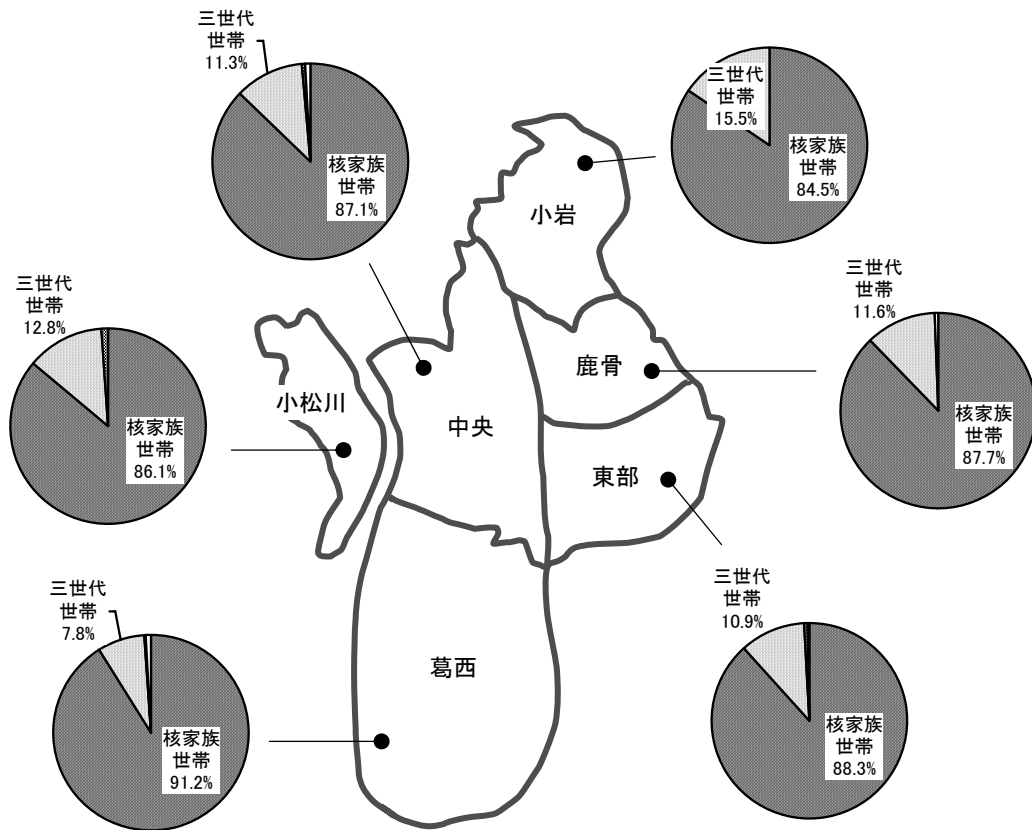 三世代
世帯
11.3%
核家族
世帯
87.1%
三世代
世帯
15.5%
核家族
世帯
84.5%
小岩
三世代
世帯
12.8%
核家族
世帯
86.1%
三世代
世帯
11.6%
核家族
世帯
87.7%
鹿骨
小松川
中央
東部
三世代
世帯
7.8%
核家族
世帯
91.2%
葛西
三世代
世帯
10.9%
核家族
世帯
88.3%